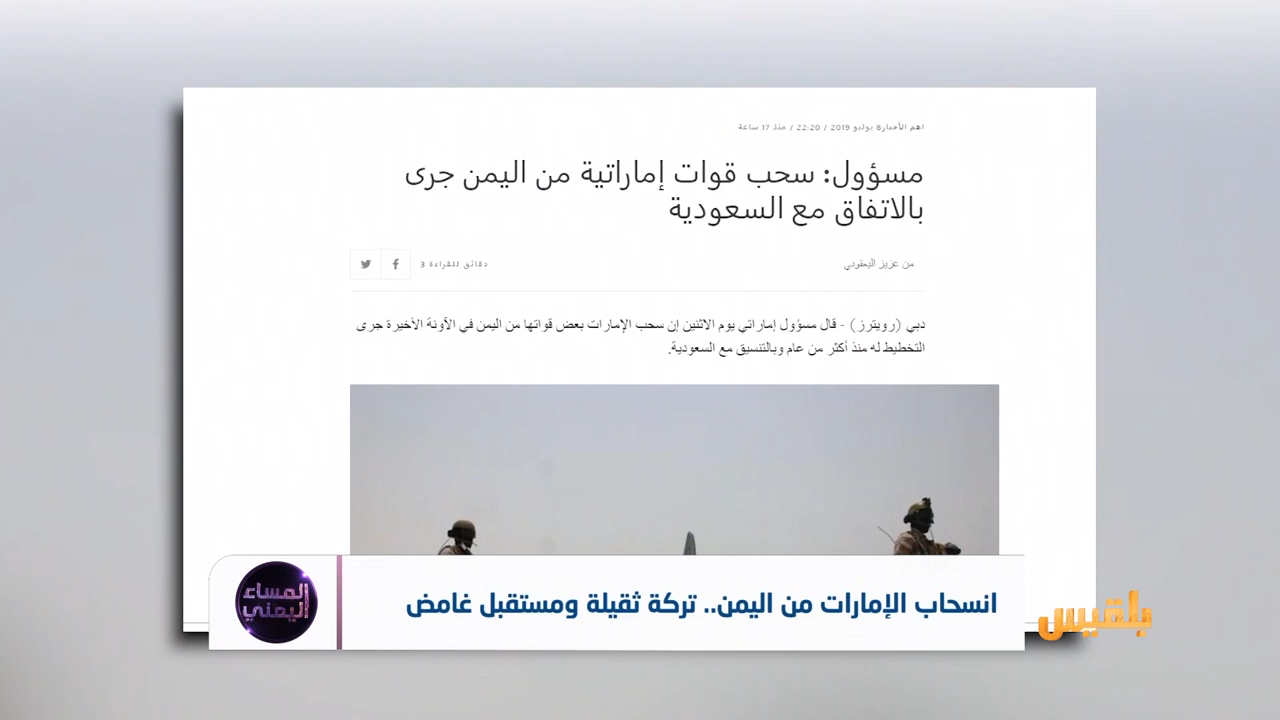 اهم الأخبار8 يوليو 2019 / 22:20 / منذ 17 ساعة
مسؤول: سحب قوات إماراتية من اليمن جرى
بالاتفاق مع السعودية
من عزيز اليعقوبي
3 دقائق للقراءة
دبي (رويترز) - قال مسؤول إماراتي يوم الاثنين إن سحب الإمارات بعض قواتها من اليمن في الآونة الأخيرة جرى
التخطيط له منذ أكثر من عام وبالتنسيق مع السعودية.
انسحاب الإمارات من اليمن.. تركة ثقيلة ومستقبل غامض
المساء
اليمني
بلقيس